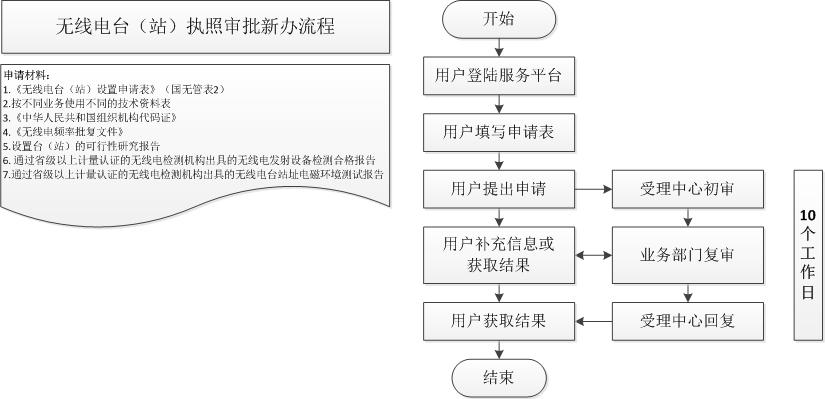 无线电台（站）执照审批新办流程
申请材料：
1.《无线电台（站）设置申请表》（国无管表2）
2.按不同业务使用不同的技术资料表
3.《中华人民共和国组织机构代码证》
4.《无线电频率批复文件》
5.设置台（站）的可行性研究报告
6. 通过省级以上计量认证的无线电检测机构出具的无线电发射设备检测合格报告
7.通过省级以上计量认证的无线电检测机构出具的无线电台站址电磁环境测试报告
开始
用户登陆服务平台
用户填写申请表
用户提出申请
受理中心初审
用户补充信息或
获取结果
业务部门复审
用户获取结果
受理中心回复
结束
10
个
工
作
日